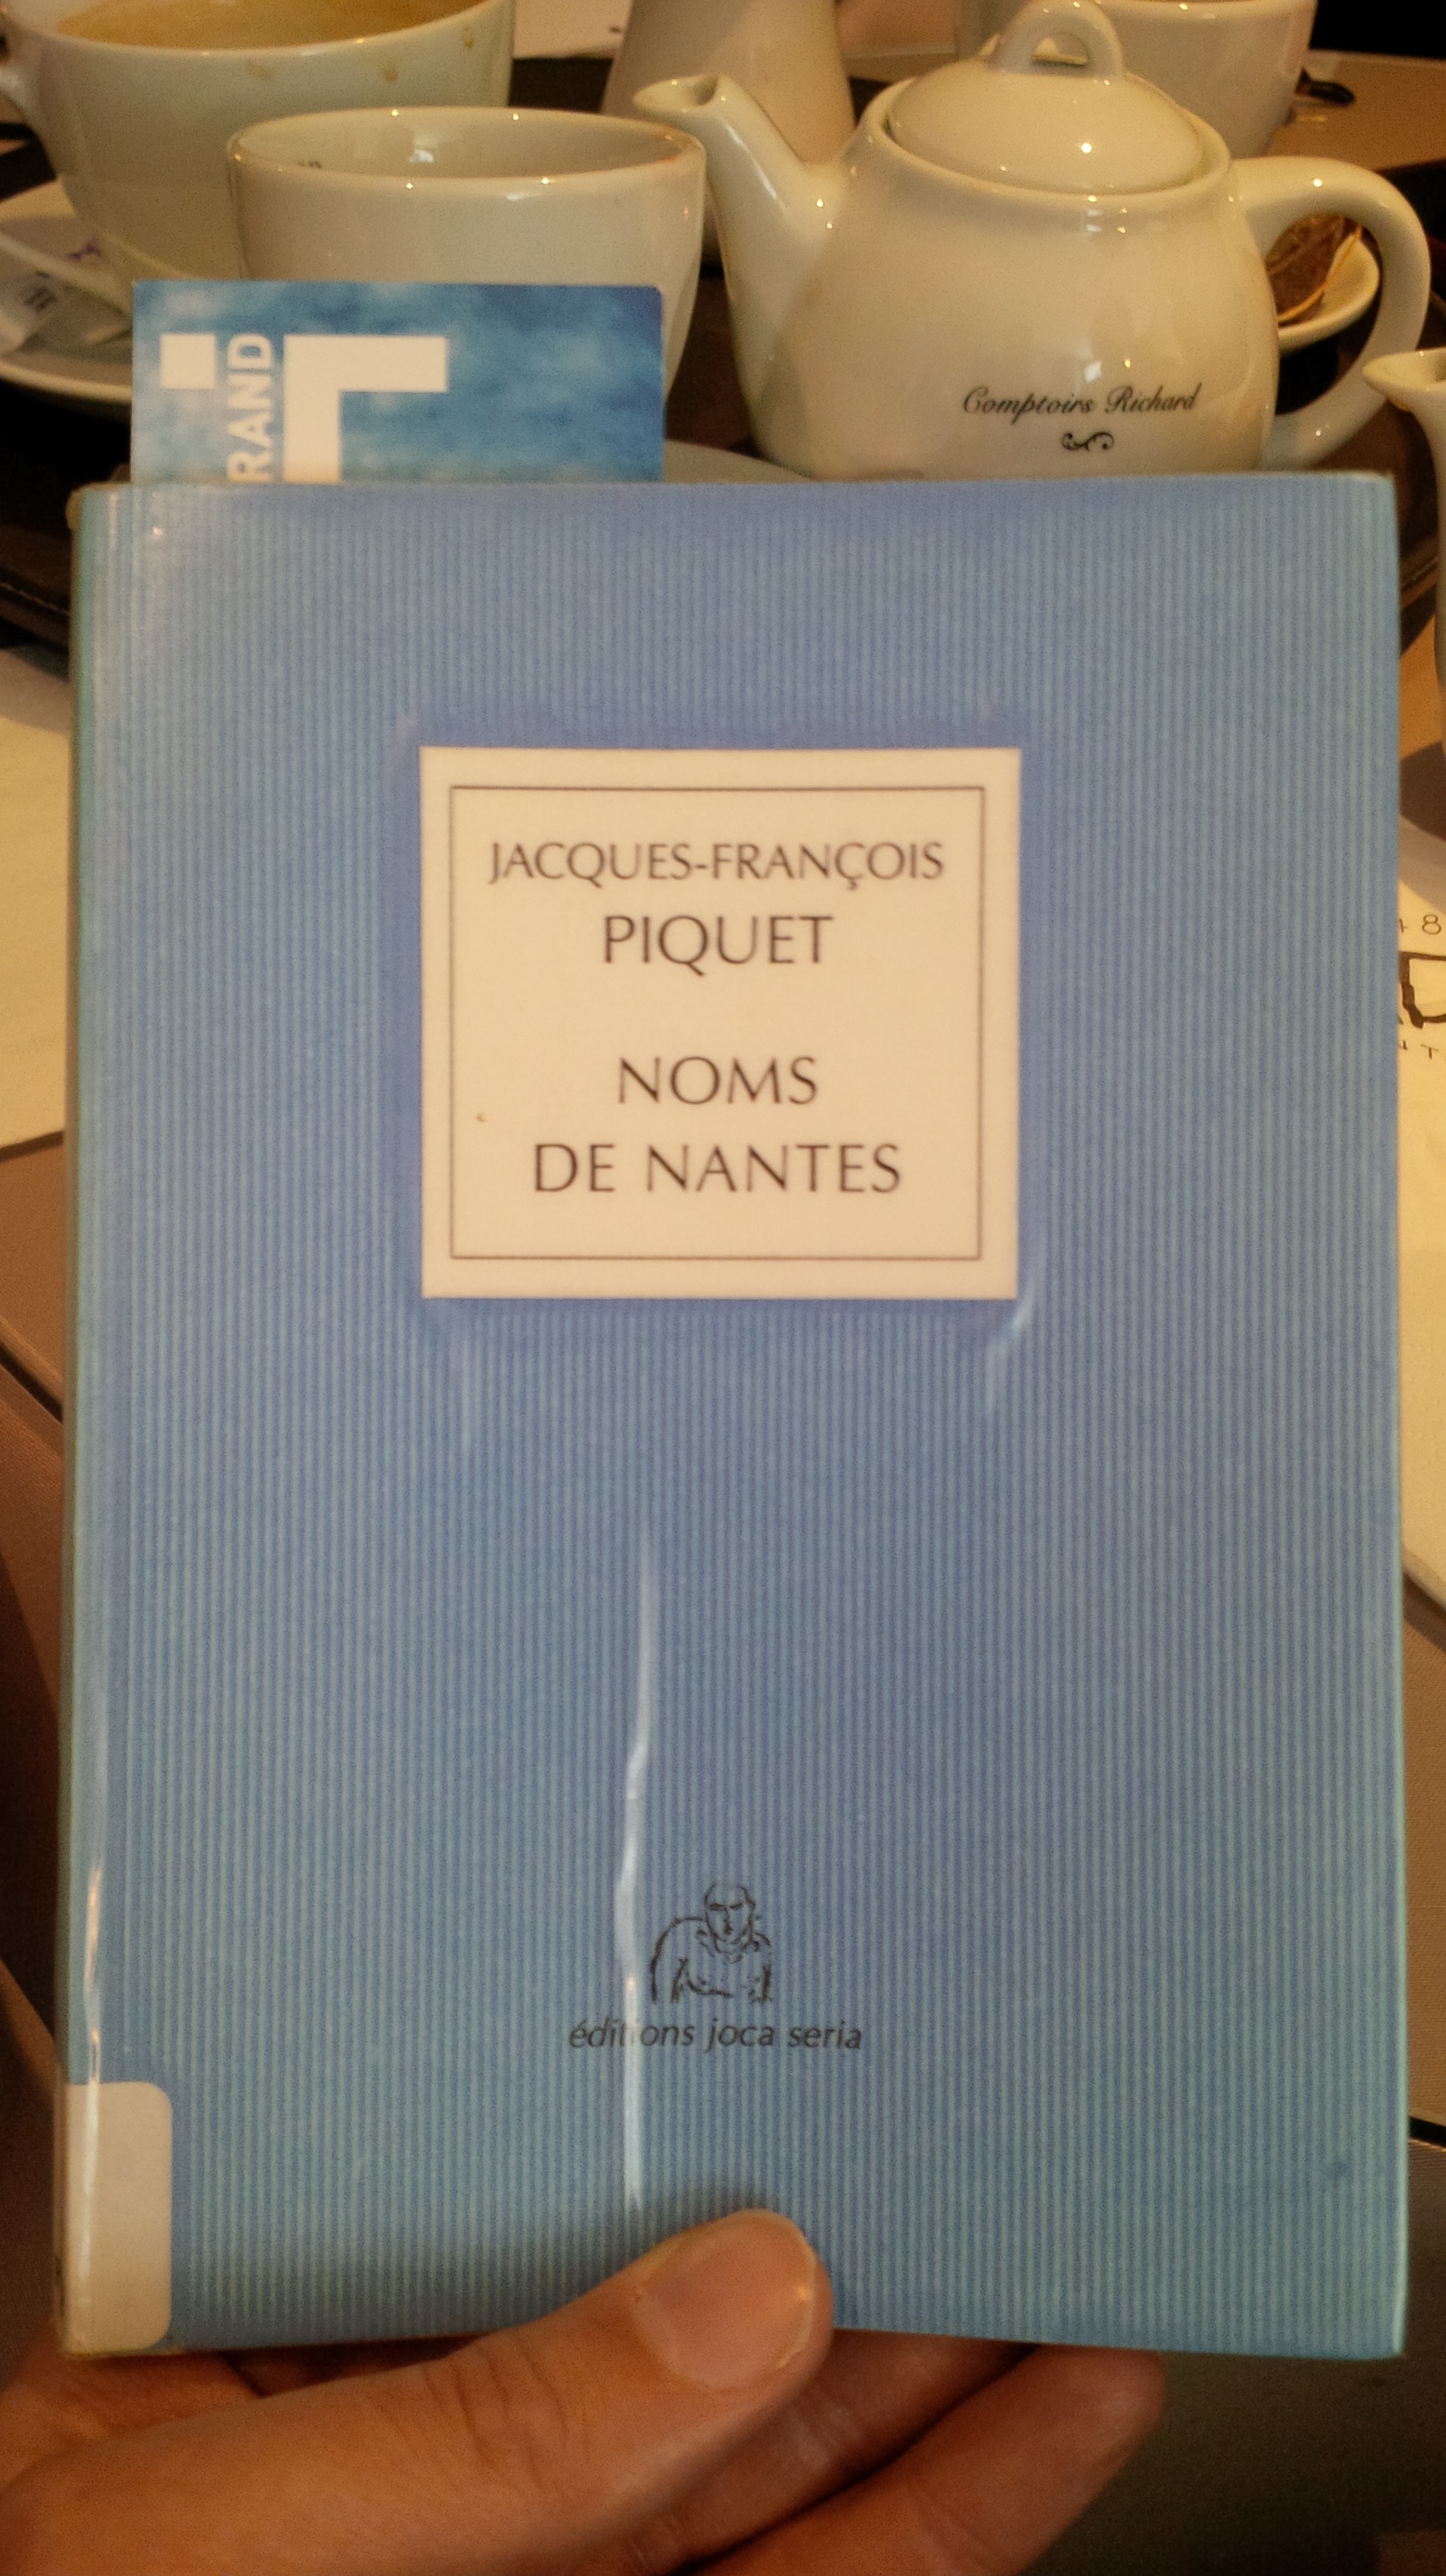 RAND
Comptoirs Richard
JACQUES-FRANÇOIS
PIQUET
NOMS
DE NANTES
éditions joca seria